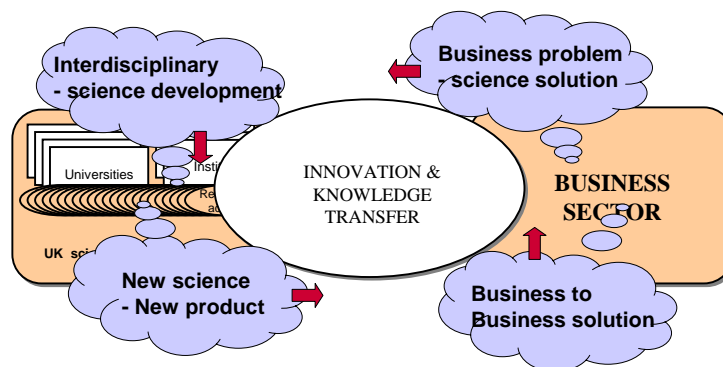 Interdisciplinary
- science development
Business problem
- science solution
Universities
INNOVATION &
KNOWLEDGE
TRANSFER
BUSINESS
SECTOR
UK
New science
- New product
Business to
Business solution